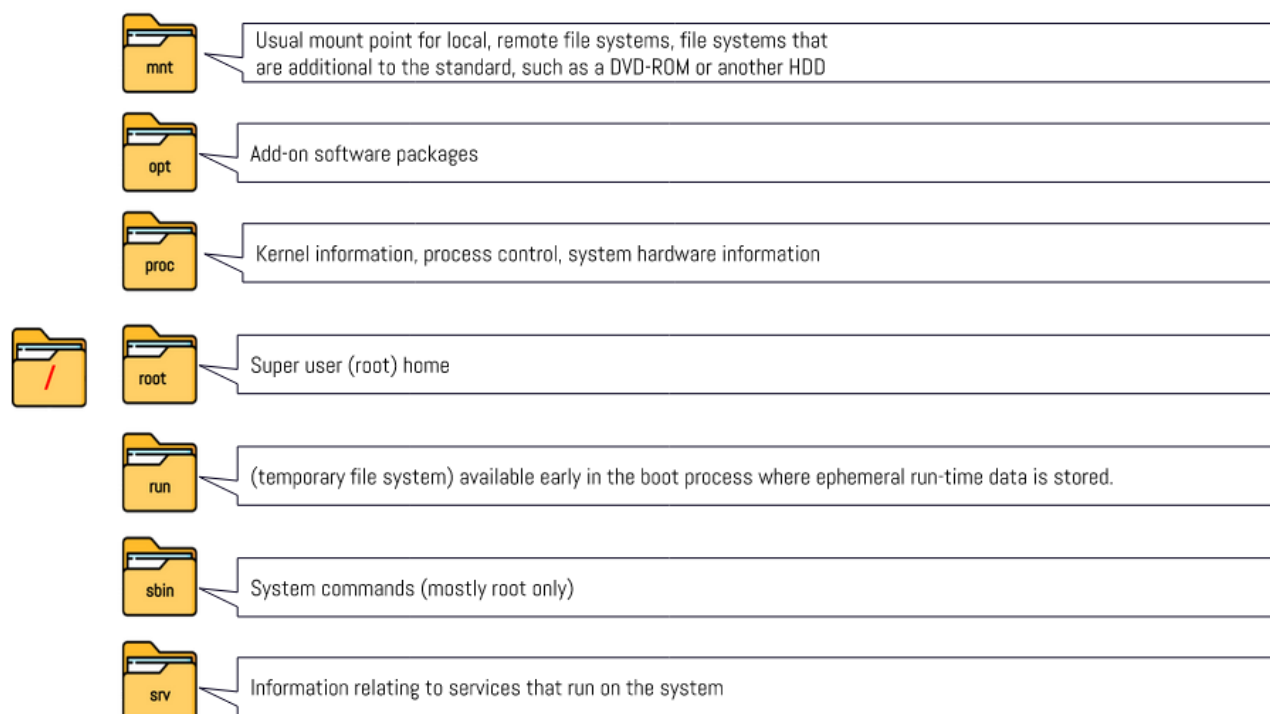 mnt
Usual mount point for local, remote file systems, file systems that
are additional to the standard, such as a DVD-ROM or another HDD
opt
Add-on software packages
proc
Kernel information, process control, system hardware information
/
root
Super user (root) home
run
(temporary file system) available early in the boot process where ephemeral run-time data is stored.
sbin
System commands (mostly root only)
srv
Information relating to services that run on the system